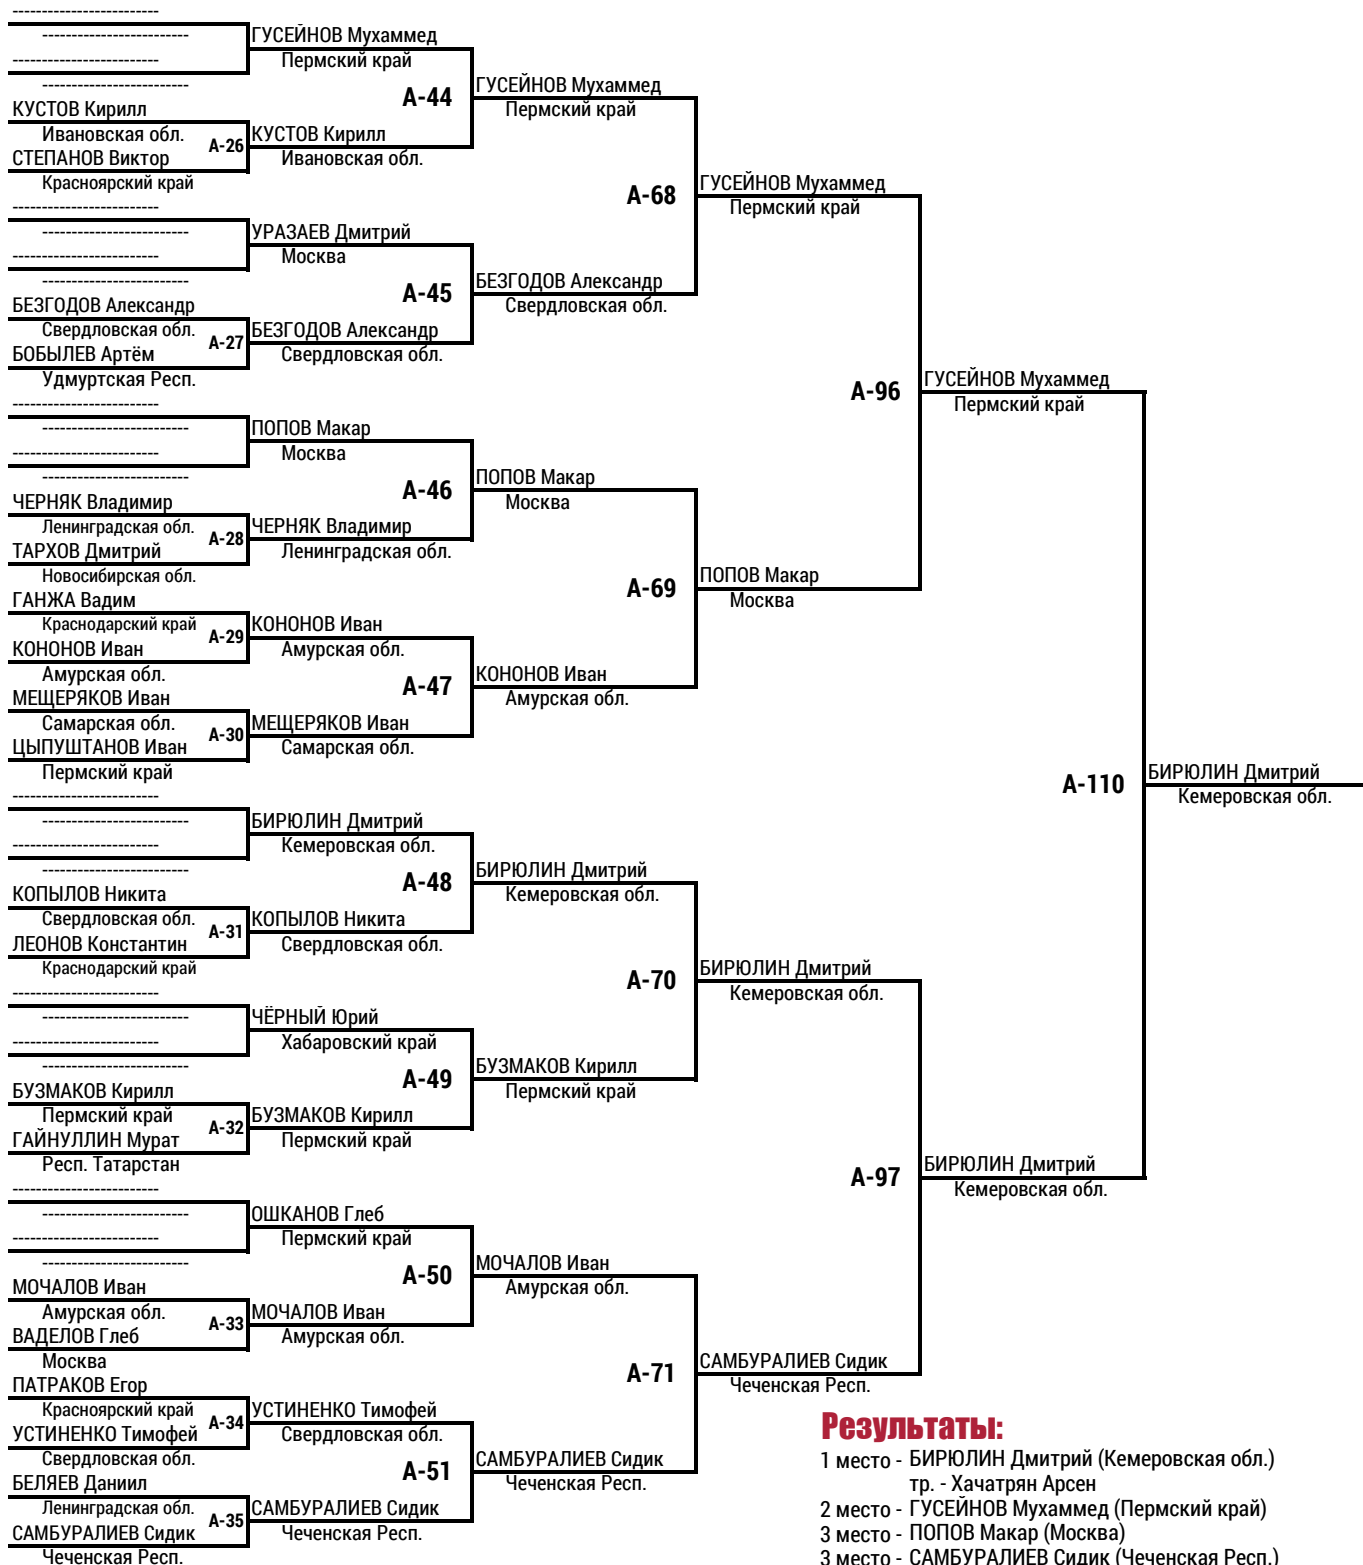 -------------------------
-------------------------
-------------------------
-------------------------
КУСТОВ Кирилл
Ивановская обл.
А-26
СТЕПАНОВ Виктор
Красноярский край
-------------------------
-------------------------
-------------------------
-------------------------
БЕЗГОДОВ Александр
Свердловская обл.
А-27
БОБЫЛЕВ Артём
Удмуртская Респ.
-------------------------
-------------------------
-------------------------
-------------------------
ЧЕРНЯК Владимир
Ленинградская обл.
А-28
ТАРХОВ Дмитрий
Новосибирская обл.
ГАНЖА Вадим
Краснодарский край
А-29
КОНОНОВ Иван
Амурская обл.
МЕЩЕРЯКОВ Иван
Самарская обл.
А-30
ЦЫПУШТАНОВ Иван
Пермский край
-------------------------
-------------------------
-------------------------
-------------------------
КОПЫЛОВ Никита
Свердловская обл.
А-31
ЛЕОНОВ Константин
Краснодарский край
-------------------------
-------------------------
-------------------------
-------------------------
БУЗМАКОВ Кирилл
Пермский край
А-32
ГАЙНУЛЛИН Мурат
Респ. Татарстан
-------------------------
-------------------------
-------------------------
-------------------------
МОЧАЛОВ Иван
Амурская обл.
А-33
ВАДЕЛОВ Глеб
Москва
ПАТРАКОВ Егор
Красноярский край
А-34
УСТИНЕНКО Тимофей
Свердловская обл.
БЕЛЯЕВ Даниил
Ленинградская обл.
А-35
САМБУРАЛИЕВ Сидик
Чеченская Респ.
ГУСЕЙНОВ Мухаммед
Пермский край
А-44
КУСТОВ Кирилл
Ивановская обл.
УРАЗАЕВ Дмитрий
Москва
А-45
БЕЗГОДОВ Александр
Свердловская обл.
ПОПОВ Макар
Москва
А-46
ЧЕРНЯК Владимир
Ленинградская обл.
КОНОНОВ Иван
Амурская обл.
А-47
МЕЩЕРЯКОВ Иван
Самарская обл.
БИРЮЛИН Дмитрий
Кемеровская обл.
А-48
КОПЫЛОВ Никита
Свердловская обл.
ЧЁРНЫЙ Юрий
Хабаровский край
А-49
БУЗМАКОВ Кирилл
Пермский край
ОШКАНОВ Глеб
Пермский край
А-50
МОЧАЛОВ Иван
Амурская обл.
УСТИНЕНКО Тимофей
Свердловская обл.
А-51
САМБУРАЛИЕВ Сидик
Чеченская Респ.
ГУСЕЙНОВ Мухаммед
Пермский край
А-68
БЕЗГОДОВ Александр
Свердловская обл.
ПОПОВ Макар
Москва
А-69
КОНОНОВ Иван
Амурская обл.
БИРЮЛИН Дмитрий
Кемеровская обл.
А-70
БУЗМАКОВ Кирилл
Пермский край
МОЧАЛОВ Иван
Амурская обл.
А-71
САМБУРАЛИЕВ Сидик
Чеченская Респ.
ГУСЕЙНОВ Мухаммед
Пермский край
А-96
ПОПОВ Макар
Москва
БИРЮЛИН Дмитрий
Кемеровская обл.
А-97
САМБУРАЛИЕВ Сидик
Чеченская Респ.
ГУСЕЙНОВ Мухаммед
Пермский край
А-110
БИРЮЛИН Дмитрий
Кемеровская обл.
БИРЮЛИН Дмитрий
Кемеровская обл.
Результаты:
1 место - БИРЮЛИН Дмитрий (Кемеровская обл.)
тр. - Хачатрян Арсен
2 место - ГУСЕЙНОВ Мухаммед (Пермский край)
3 место - ПОПОВ Макар (Москва)
3 место - САМБУРАЛИЕВ Сидик (Чеченская Респ.)